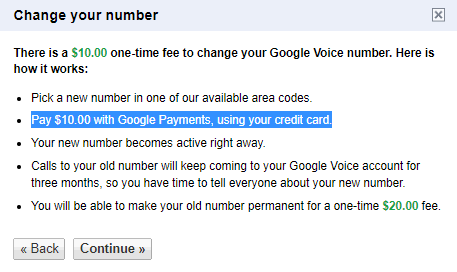 Change your number
There is a $10.00 one-time fee to change your Google Voice number. Here is
how it works:
• Pick a new number in one of our available area codes.
• Pay $10.00 with Google Payments, using your credit card.
• Your new number becomes active right away.
• Calls to your old number will keep coming to your Google Voice account for
three months, so you have time to tell everyone about your new number.
• You will be able to make your old number permanent for a one-time $20.00 fee.
« Back Continue »